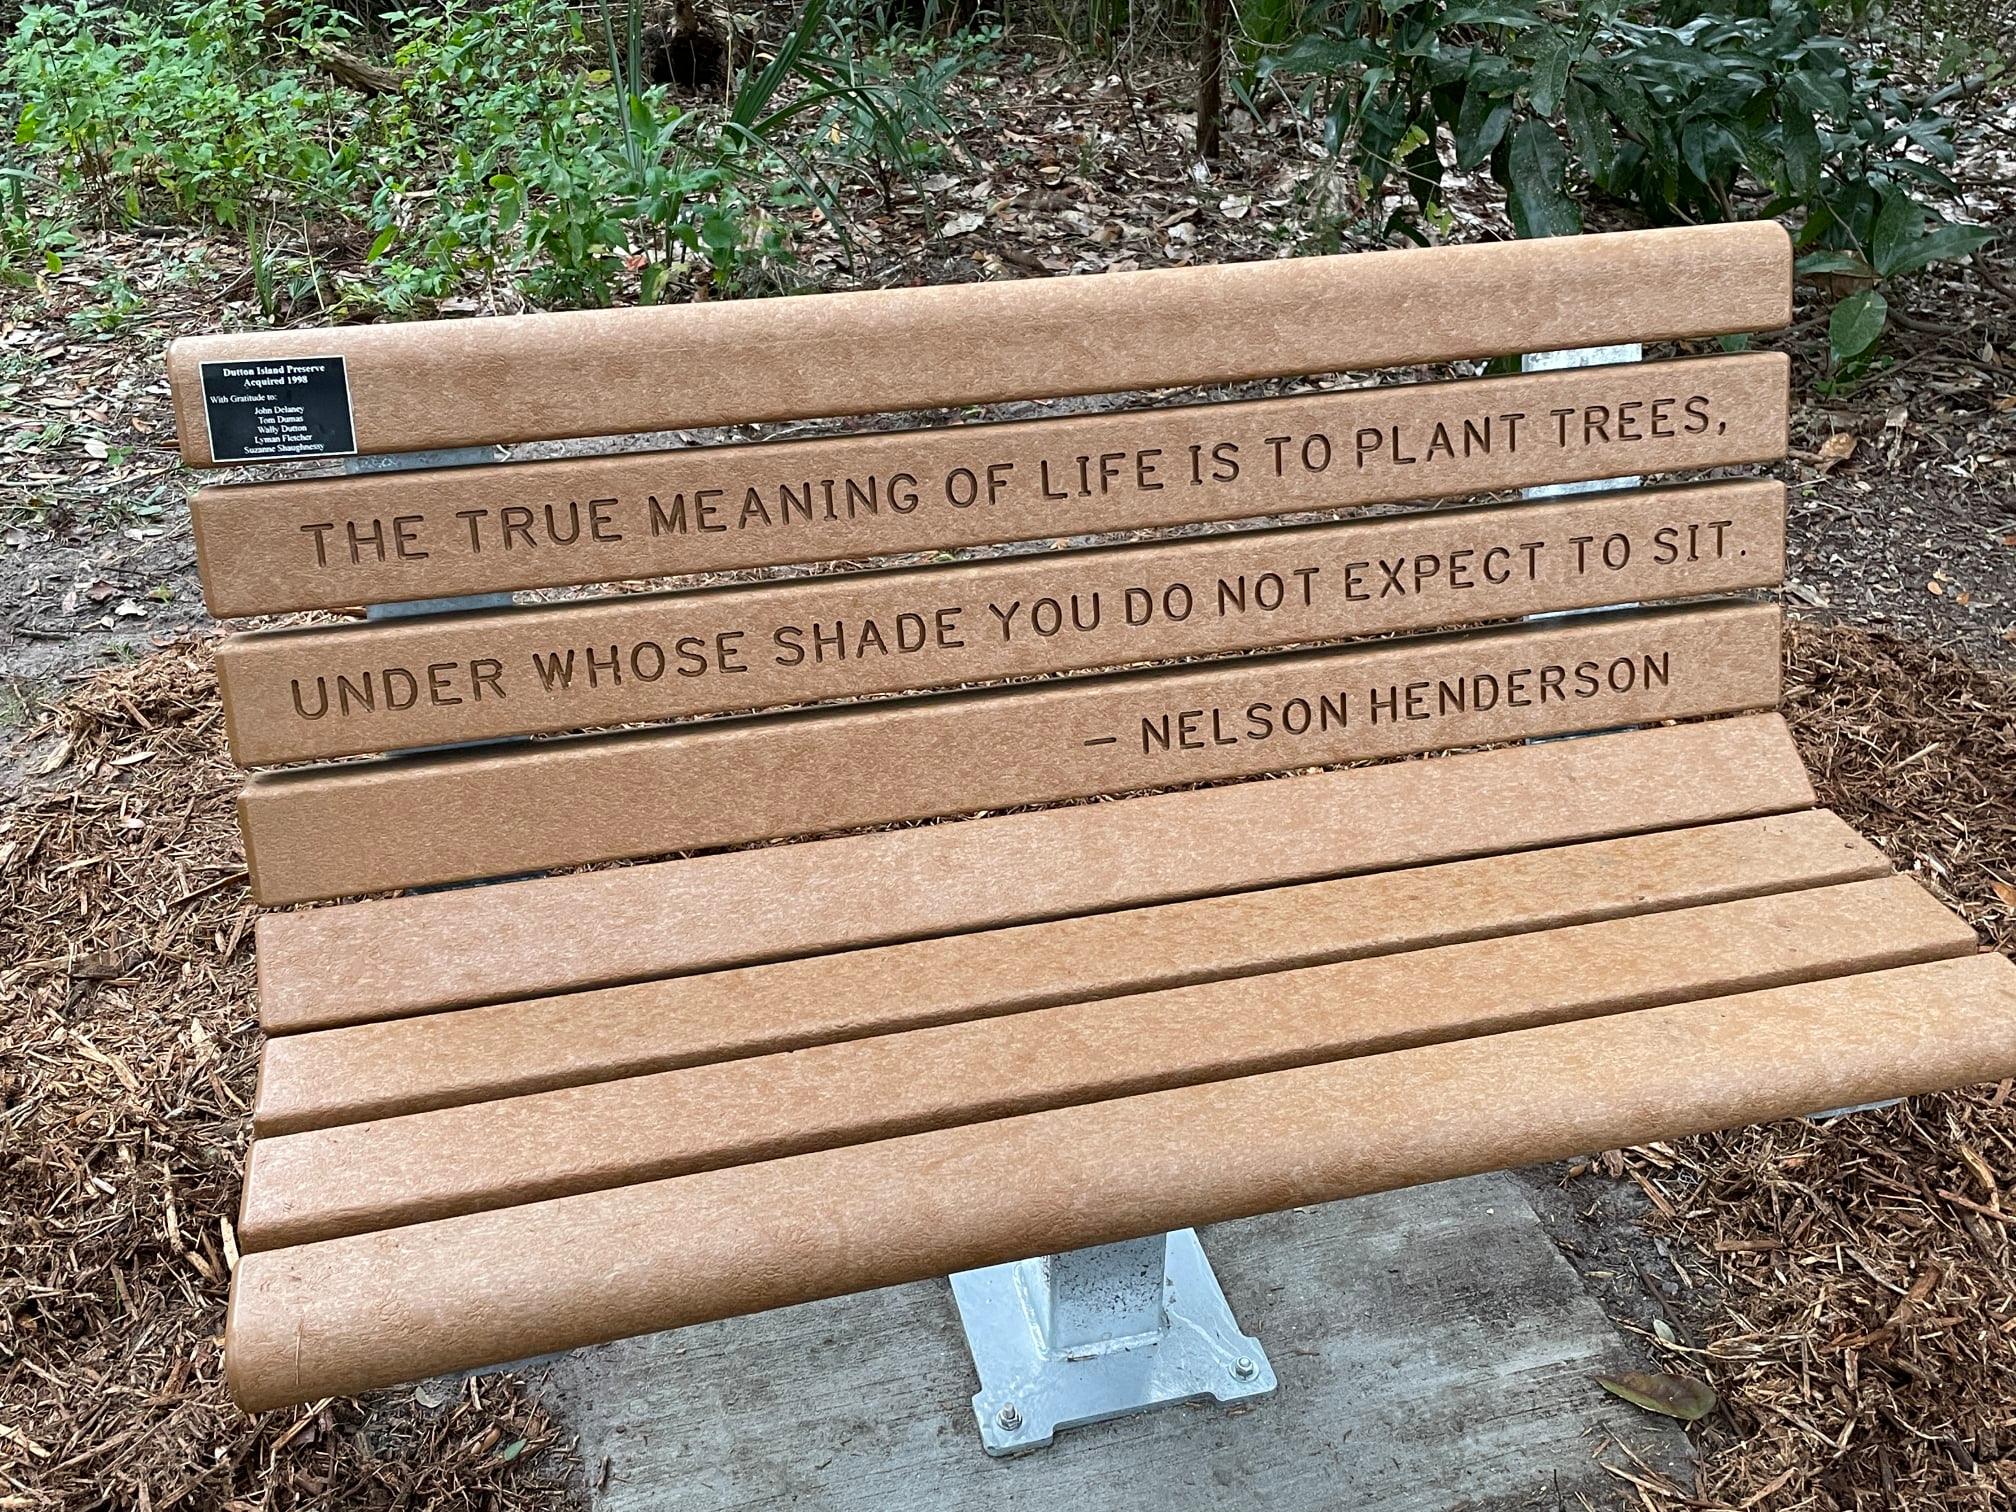 Dutton Island Preserve
Acquired 1998
With Gratitude to:
John Delaney
Tom Dumas
Wally Dutton
Lyman Fletcher
Suzanne Shaughnessy
THE TRUE MEANING OF LIFE IS TO PLANT TREES,
UNDER WHOSE SHADE YOU DO NOT EXPECT TO SIT.
— NELSON HENDERSON